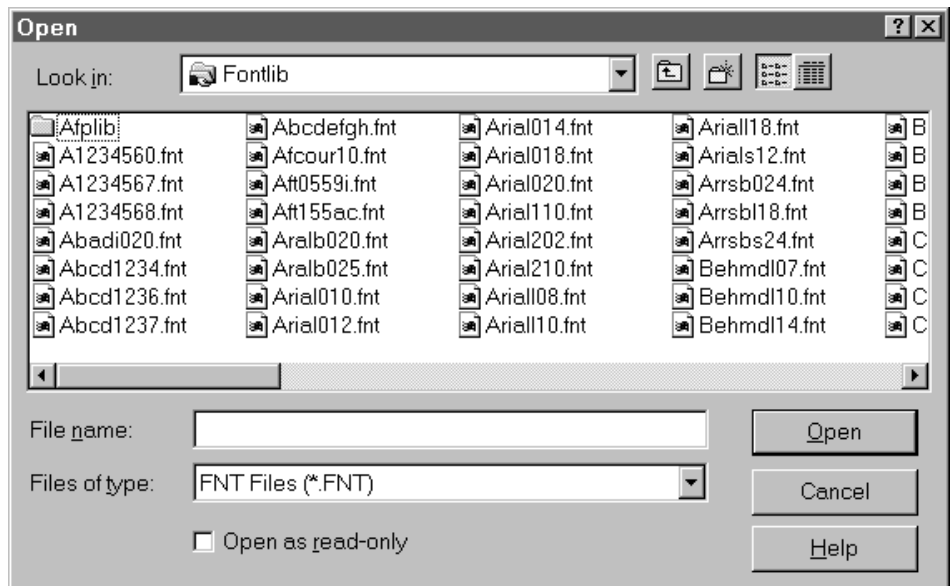 Open
Look in: Fontlib
Afplib Abcdefgh.fnt Arial014.fnt Ariall18.fnt B
A1234560.fnt Afcour10.fnt Arial018.fnt Arials12.fnt B
A1234567.fnt Aft0559i.fnt Arial020.fnt Arrsb024.fnt B
A1234568.fnt Aft155ac.fnt Arial110.fnt Arrsbl18.fnt B
Abadi020.fnt Aralb020.fnt Arial202.fnt Arrsbs24.fnt C
Abcd1234.fnt Aralb025.fnt Arial210.fnt Behmdl07.fnt C
Abcd1236.fnt Arial010.fnt Ariall08.fnt Behmdl10.fnt C
Abcd1237.fnt Arial012.fnt Ariall10.fnt Behmdl14.fnt C
File name: Open
Files of type: FNT Files (*.FNT) Cancel
Open as read-only Help